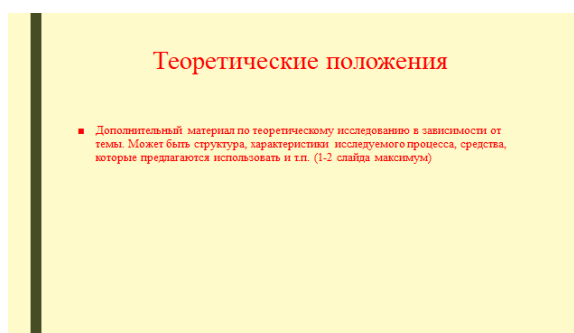 Теоретические положения
Дополнительный материал по теоретическому исследованию в зависимости от
темы. Может быть структура, характеристики исследуемого процесса, средства,
которые предлагаются использовать и т.п. (1-2 слайда максимум)